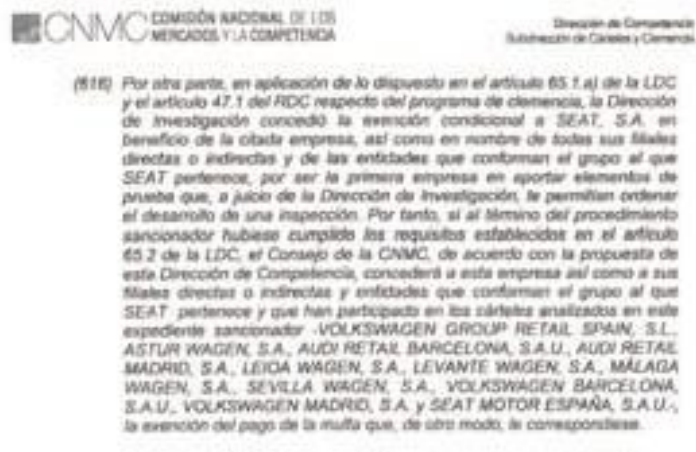 CNMC COMISIÓN NACIONAL DE LOS
MERCADOS Y LA COMPETENCIA
Dirección de Competencia
Subdirección de Cárteles y Clemencia
(616) Por otra parte, en aplicación de lo dispuesto en el artículo 65.1.a) de la LDC
y el artículo 47.1 del RDC respecto del programa de clemencia, la Dirección
de Investigación concedió la exención condicional a SEAT, S.A. en
beneficio de la citada empresa, así como en nombre de todas sus filiales
directas o indirectas y de las entidades que conforman el grupo al que
SEAT pertenece, por ser la primera empresa en aportar elementos de
prueba que, a juicio de la Dirección de Investigación, le permitían ordenar
el desarrollo de una inspección. Por tanto, si al término del procedimiento
sancionador hubiese cumplido los requisitos establecidos en el artículo
65.2 de la LDC, el Consejo de la CNMC, de acuerdo con la propuesta de
esta Dirección de Competencia, concederá a esta empresa así como a sus
filiales directas o indirectas y entidades que conforman el grupo al que
SEAT pertenece y que han participado en los cárteles analizados en este
expediente sancionador -VOLKSWAGEN GROUP RETAIL SPAIN, S.L.,
ASTUR WAGEN, S.A., AUDI RETAIL BARCELONA, S.A.U., AUDI RETAIL
MADRID, S.A., LEIOA WAGEN, S.A., LEVANTE WAGEN, S.A., MÁLAGA
WAGEN, S.A., SEVILLA WAGEN, S.A., VOLKSWAGEN BARCELONA,
S.A.U., VOLKSWAGEN MADRID, S.A. y SEAT MOTOR ESPAÑA, S.A.U.-,
la exención del pago de la multa que, de otro modo, le correspondiese.